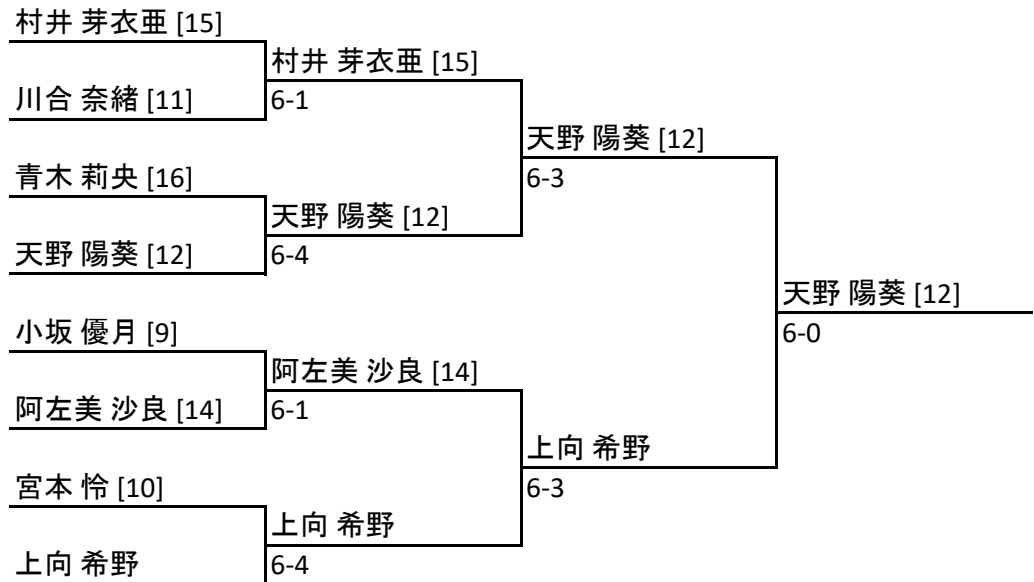 村井 芽衣亜 [15]
村井 芽衣亜 [15]
川合 奈緒 [11]
6-1
天野 陽葵 [12]
青木 莉央 [16]
6-3
天野 陽葵 [12]
天野 陽葵 [12]
6-4
天野 陽葵 [12]
小坂 優月 [9]
6-0
阿左美 沙良 [14]
阿左美 沙良 [14]
6-1
上向 希野
宮本 怜 [10]
6-3
上向 希野
上向 希野
6-4